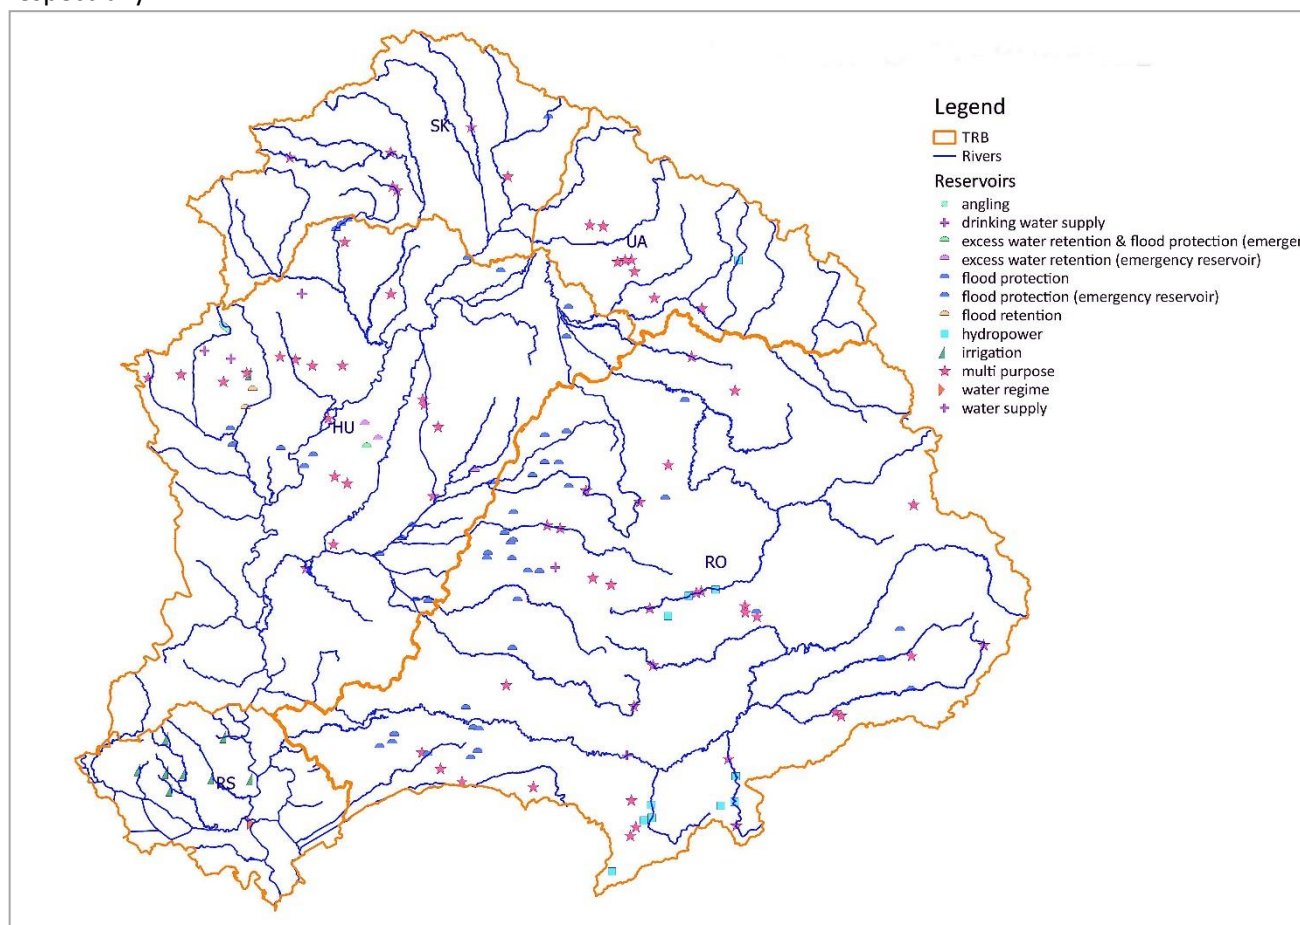 SK
UA
HU
RO
RS
Legend
TRB
Rivers
Reservoirs
angling
drinking water supply
excess water retention & flood protection (emerger
excess water retention (emergency reservoir)
flood protection
flood protection (emergency reservoir)
flood retention
hydropower
irrigation
multi purpose
water regime
water supply